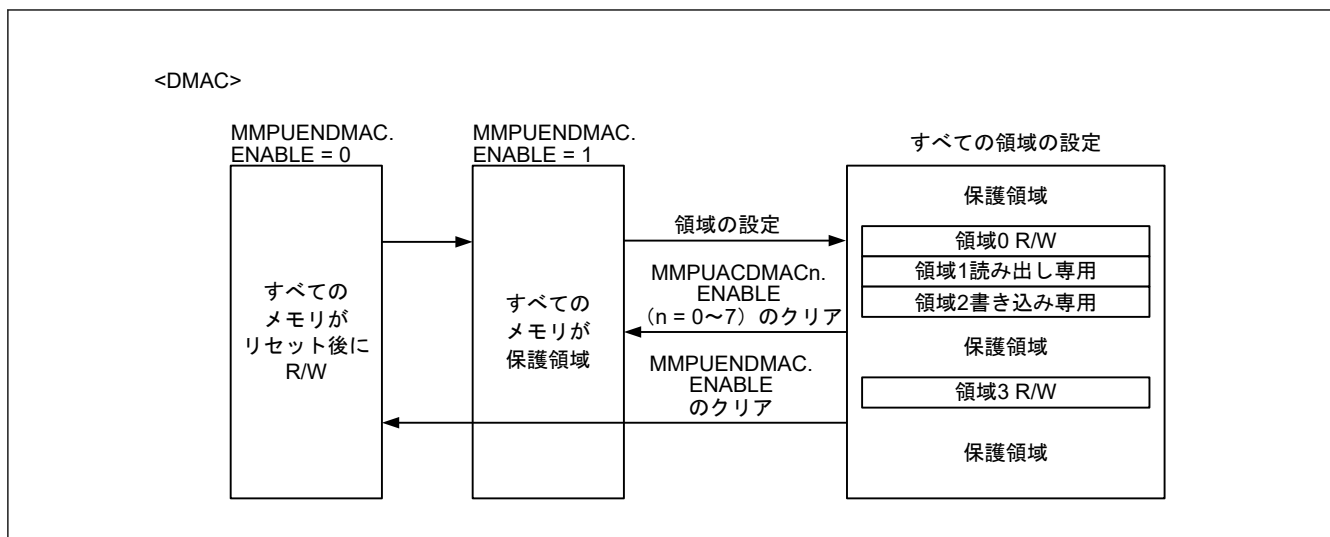 <DMAC>
MMPUENDMAC.
ENABLE = 0
MMPUENDMAC.
ENABLE = 1
すべての領域の設定
すべての
メモリが
リセット後に
R/W
すべての
メモリが
保護領域
領域の設定
MMPUACDMACn.
ENABLE
(n = 0～7) のクリア
MMPUENDMAC.
ENABLE
のクリア
保護領域
領域0 R/W
領域1読み出し専用
領域2書き込み専用
保護領域
領域3 R/W
保護領域